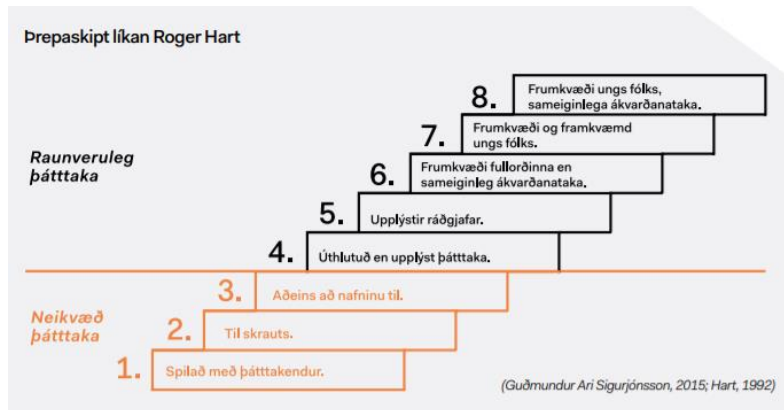 Þrepaskipt líkan Roger Hart
8.
Frumkvæði ungs fólks,
sameiginlega ákvarðanataka.
7.
Frumkvæði og framkvæmd
ungs fólks.
Raunveruleg
þátttaka
6.
Frumkvæði fullorðinna en
sameiginleg ákvarðanataka.
5.
Upplýstir ráðgjafar.
4.
Úthlutuð en upplýst þátttaka.
3.
Aðeins að nafninu til.
Neikvæð
þátttaka
2.
Til skrauts.
1.
Spilað með þátttakendur.
(Guðmundur Ari Sigurjónsson, 2015; Hart, 1992)